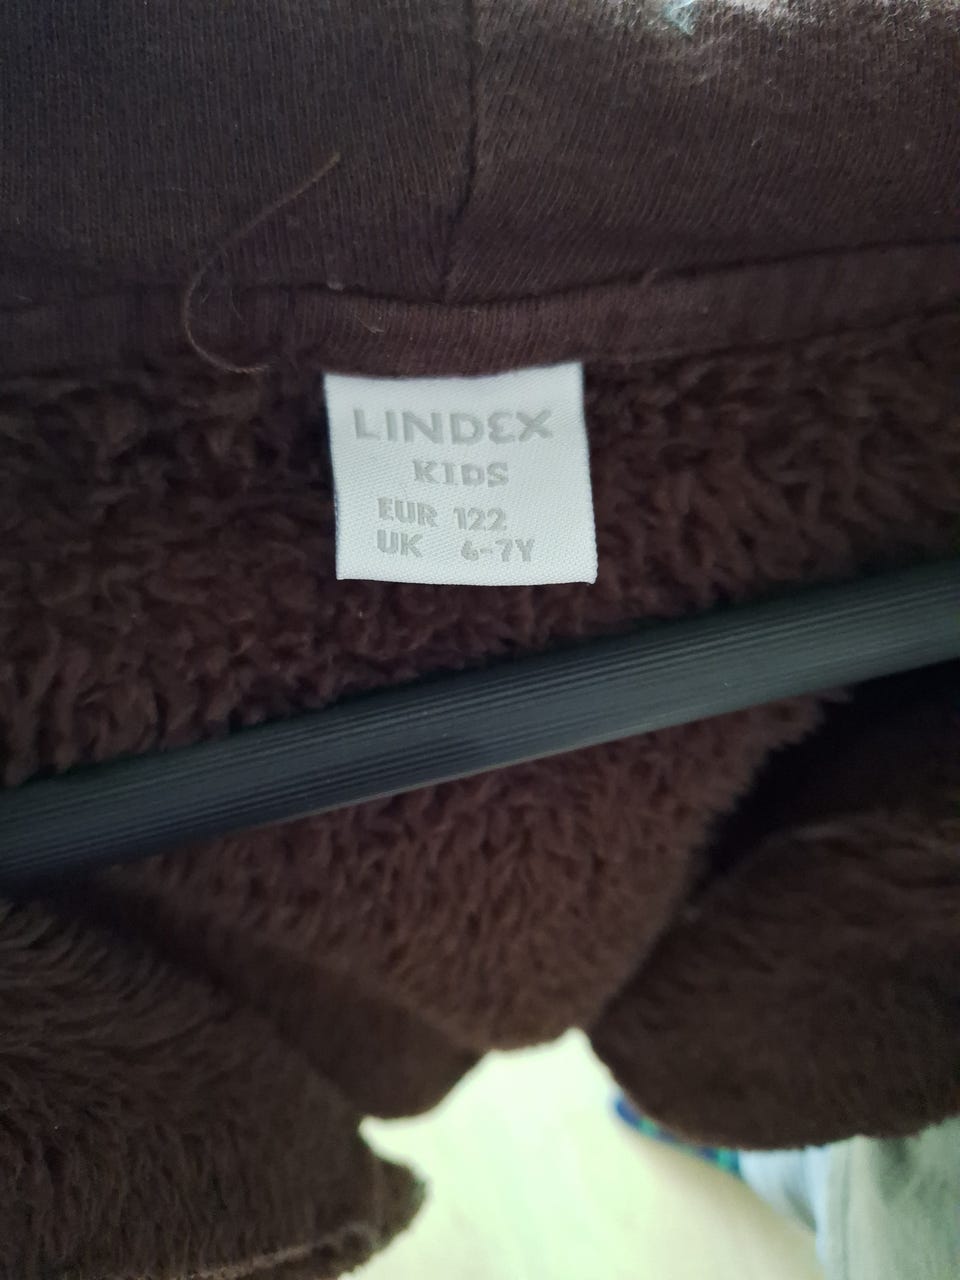 LINDEX
KIDS
EUR 122
UK 6-7Y